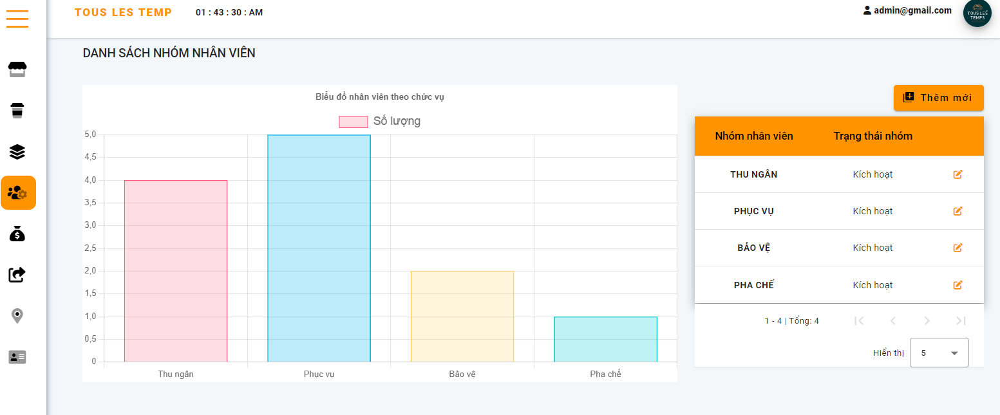 TOUS LES TEMP
01 : 43 : 30 : AM
admin@gmail.com
TOUS LES
TEMPS
DANH SÁCH NHÓM NHÂN VIÊN
Biểu đồ nhân viên theo chức vụ
Số lượng
5,0
4,5
4,0
3,5
3,0
2,5
2,0
1,5
1,0
0,5
0
Thu ngân
Phục vụ
Bảo vệ
Pha chế
Thêm mới
Nhóm nhân viên Trạng thái nhóm
THU NGÂN Kích hoạt
PHỤC VỤ Kích hoạt
BẢO VỆ Kích hoạt
PHA CHẾ Kích hoạt
1 - 4 | Tổng: 4
Hiển thị 5